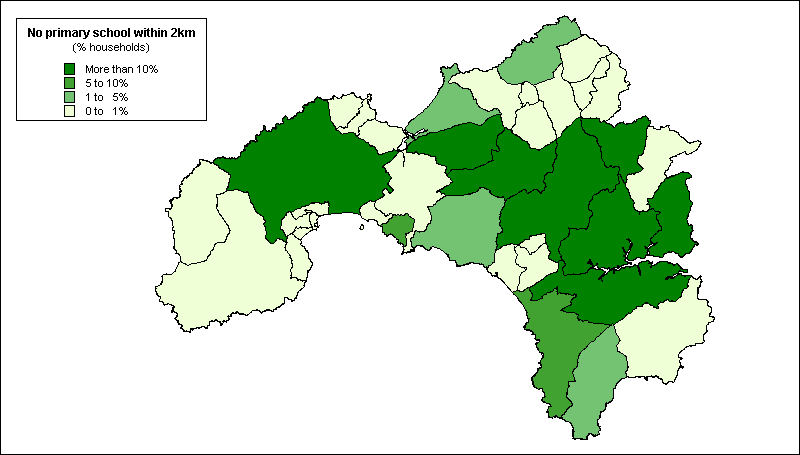 No primary school within 2km
(% households)
More than 10%
5 to 10%
1 to 5%
0 to 1%